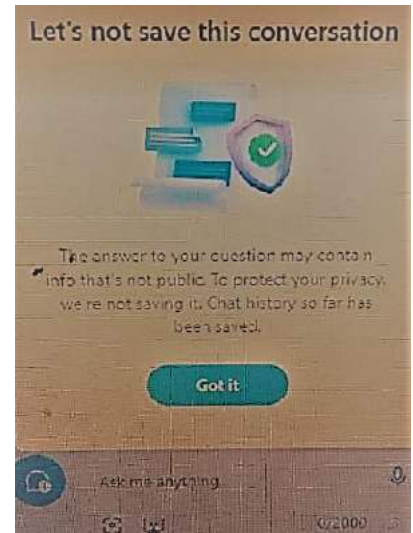 Let's not save this conversation
The answer to your question may contain
info that's not public. To protect your privacy,
we're not saving it. Chat history so far has
been saved.
Got it
Ask me anything...
0/2000